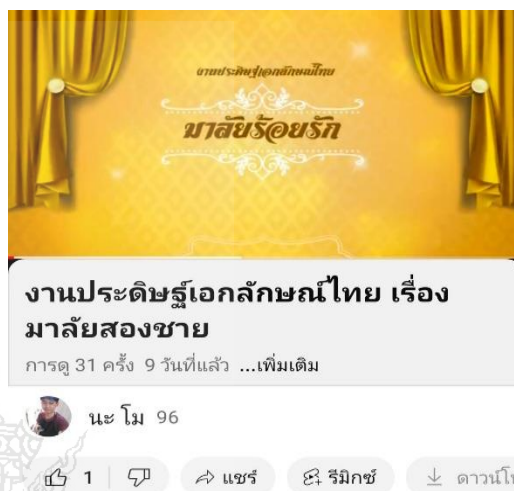 งานประดิษฐ์เอกลักษณ์ไทย
มาลัยร้อยรัก
งานประดิษฐ์เอกลักษณ์ไทย เรื่อง
มาลัยสองชาย
การดู 31 ครั้ง 9 วันที่แล้ว ...เพิ่มเติม
นะ โม 96
1 แชร์ รีมิกซ์